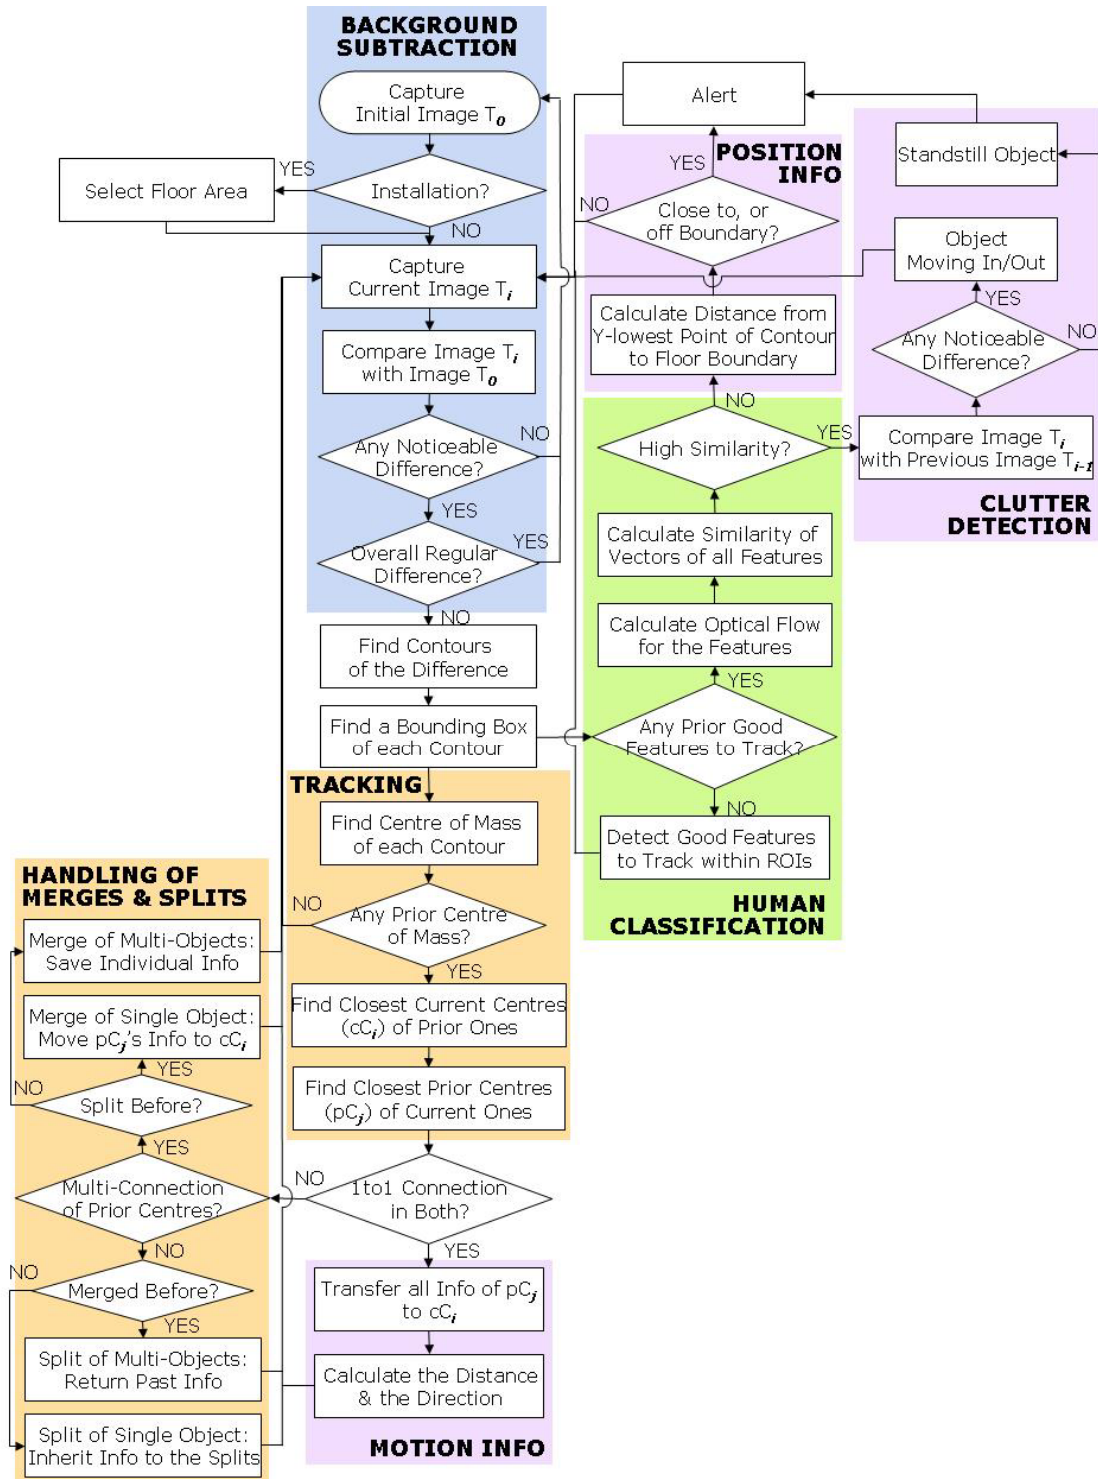 BACKGROUND
SUBTRACTION
Capture
Initial Image T0
YES
Installation?
Select Floor Area
NO
Capture
Current Image Ti
Compare Image Ti
with Image T0
Any Noticeable
Difference?
NO
YES
Overall Regular
Difference?
YES
NO
Find Contours
of the Difference
Find a Bounding Box
of each Contour
TRACKING
Find Centre of Mass
of each Contour
NO
Any Prior Centre
of Mass?
YES
Find Closest Current Centres
(cCi) of Prior Ones
Find Closest Prior Centres
(pCj) of Current Ones
NO
1to1 Connection
in Both?
YES
Transfer all Info of pCj
to cCi
Calculate the Distance
& the Direction
MOTION INFO
HANDLING OF
MERGES & SPLITS
Merge of Multi-Objects:
Save Individual Info
Merge of Single Object:
Move pCj's Info to cCi
YES
NO
Split Before?
YES
Multi-Connection
of Prior Centres?
NO
NO
Merged Before?
YES
Split of Multi-Objects:
Return Past Info
Split of Single Object:
Inherit Info to the Splits
Alert
POSITION
INFO
YES
NO
Close to, or
off Boundary?
Calculate Distance from
Y-lowest Point of Contour
to Floor Boundary
NO
High Similarity?
YES
Calculate Similarity of
Vectors of all Features
Calculate Optical Flow
for the Features
YES
Any Prior Good
Features to Track?
NO
Detect Good Features
to Track within ROIs
HUMAN
CLASSIFICATION
Standstill Object
Object
Moving In/Out
YES
NO
Any Noticeable
Difference?
Compare Image Ti
with Previous Image Ti-1
CLUTTER
DETECTION